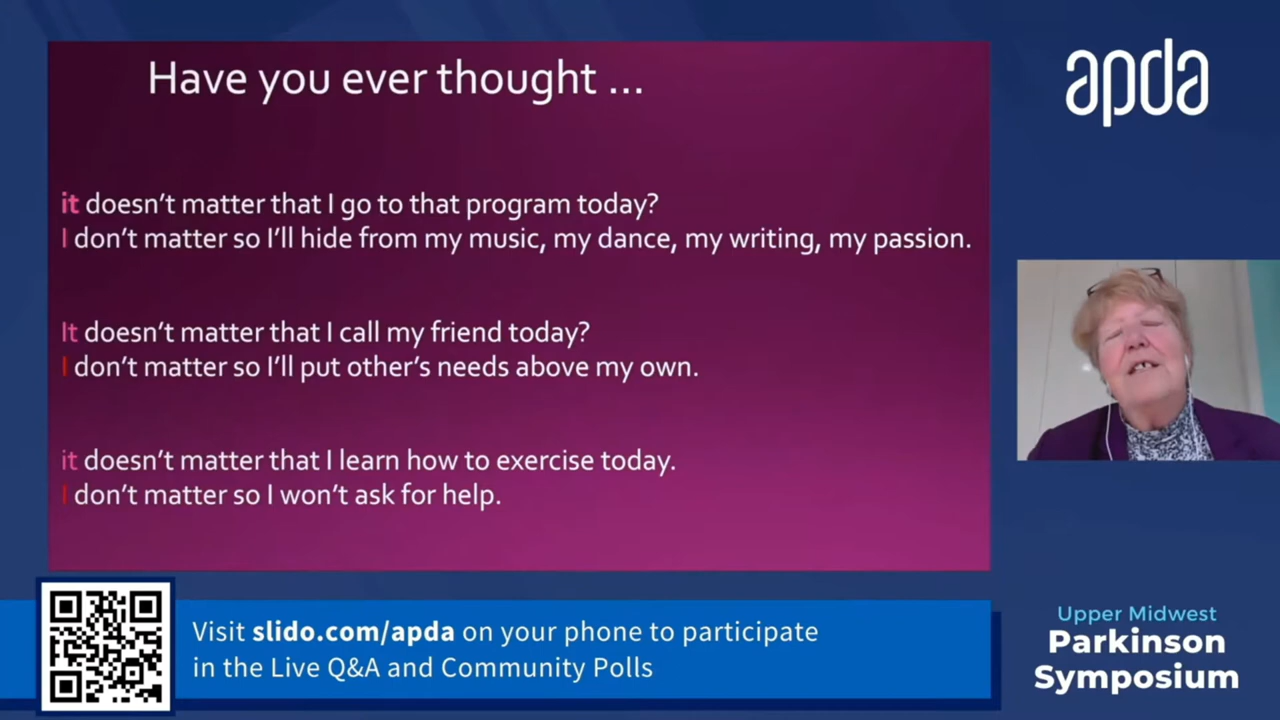 Have you ever thought ...
it doesn't matter that I go to that program today?
I don't matter so I'll hide from my music, my dance, my writing, my passion.
It doesn't matter that I call my friend today?
I don't matter so I'll put other's needs above my own.
it doesn't matter that I learn how to exercise today.
I don't matter so I won't ask for help.
apda
Visit slido.com/apda on your phone to participate
in the Live Q&A and Community Polls
Upper Midwest
Parkinson
Symposium